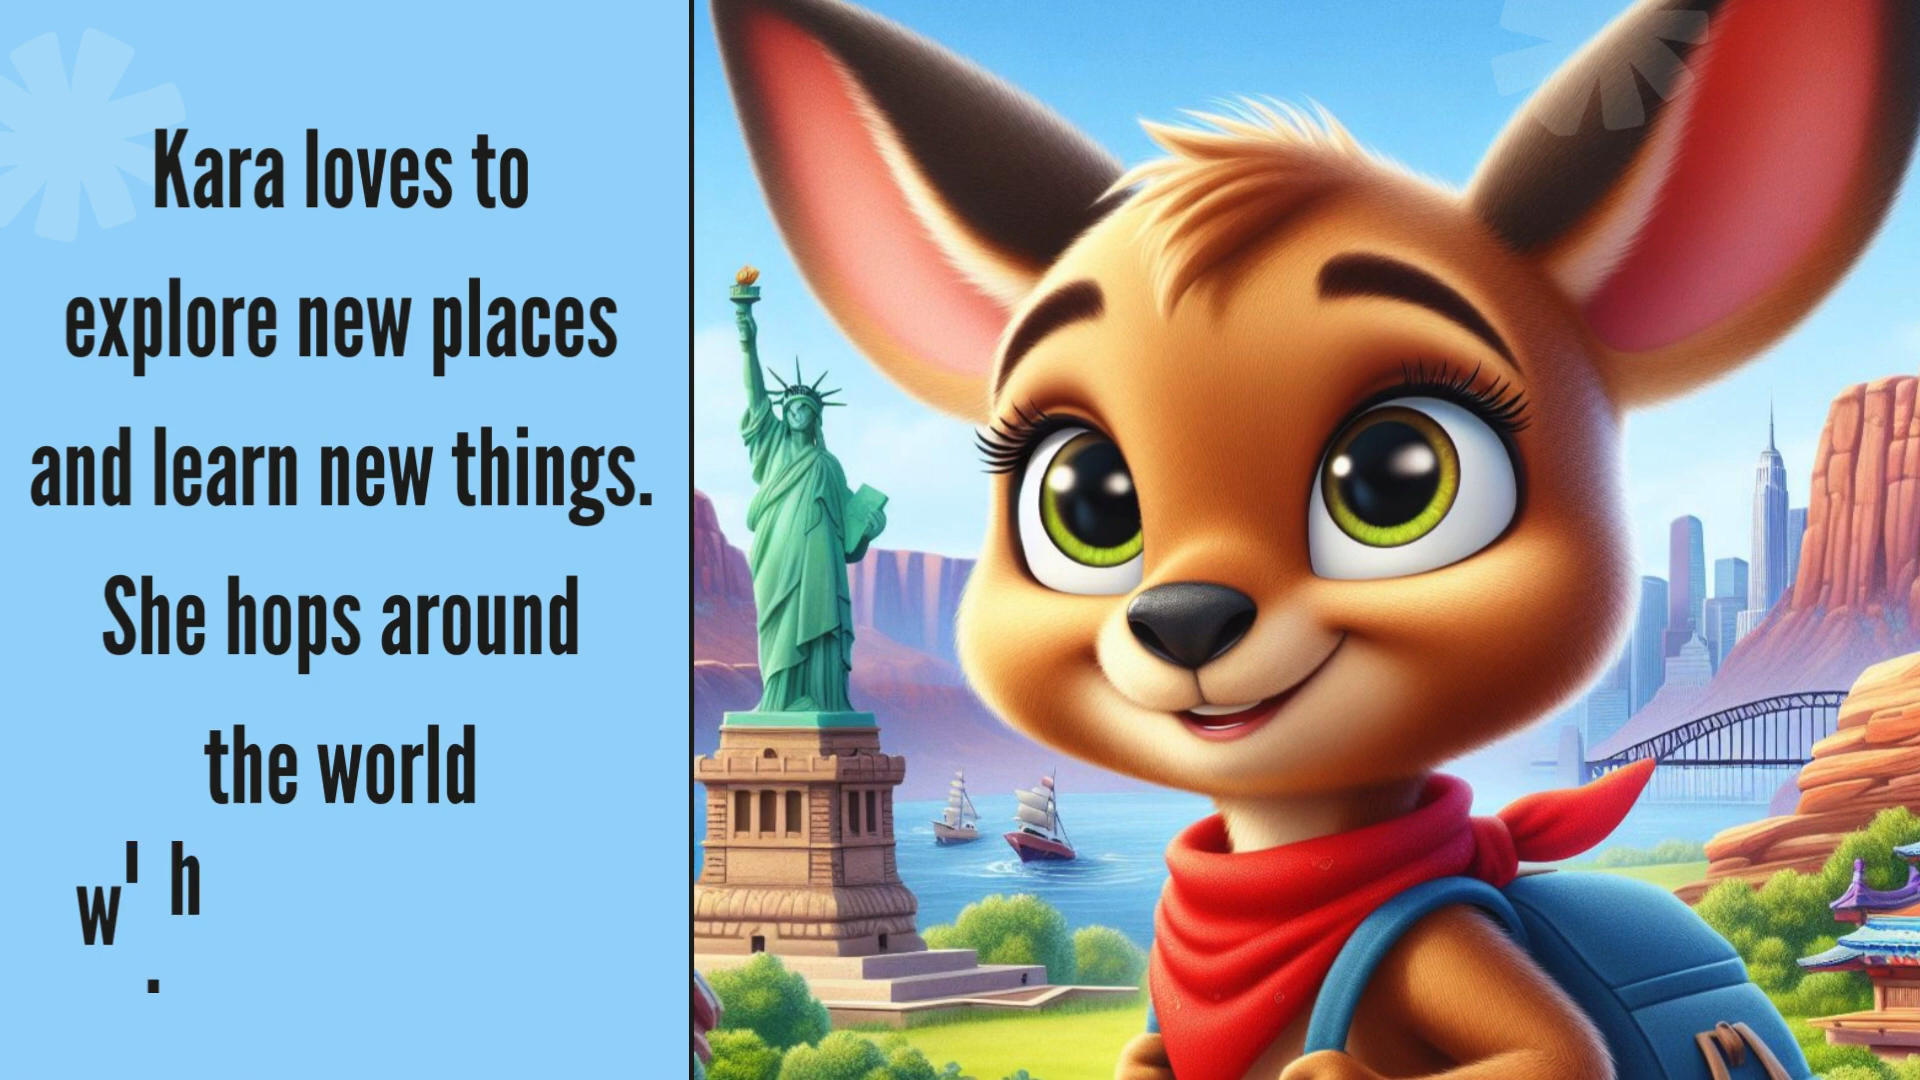 Kara loves to
explore new places
and learn new things.
She hops around
the world